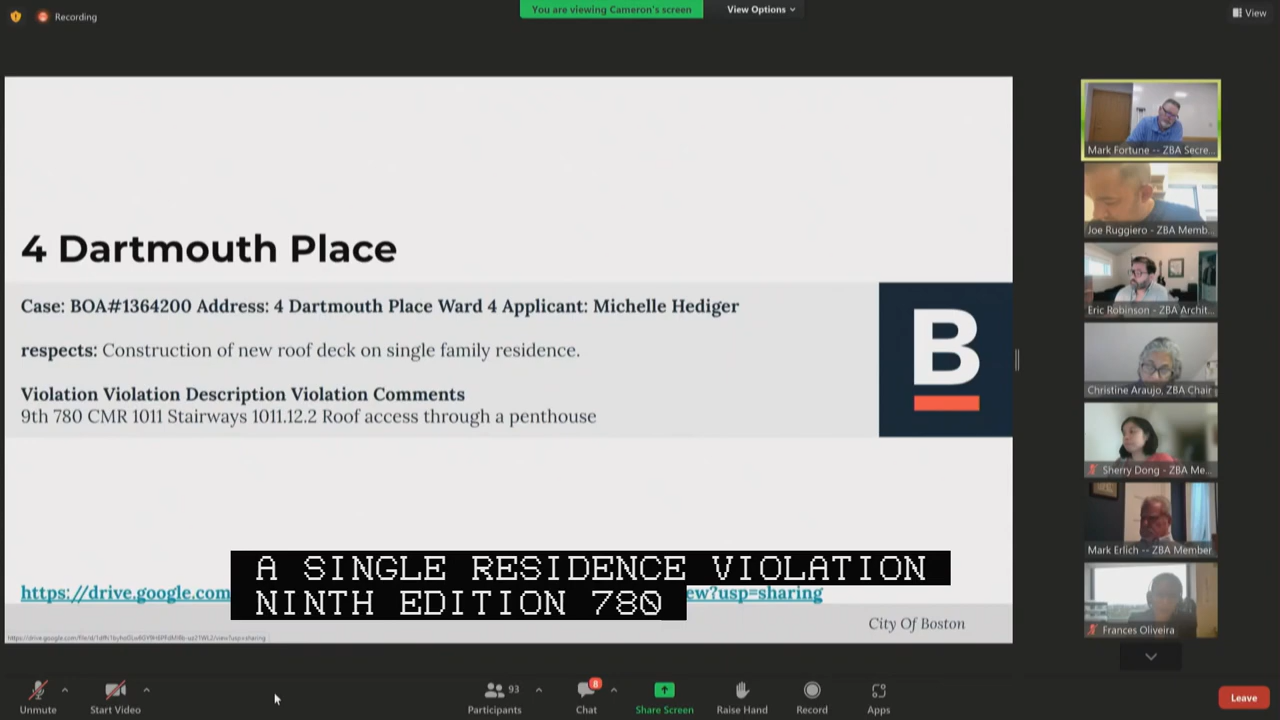 Recording
You are viewing Cameron's screen
View Options
View
4 Dartmouth Place
Case: BOA#1364200 Address: 4 Dartmouth Place Ward 4 Applicant: Michelle Hediger
respects: Construction of new roof deck on single family residence.
Violation Violation Description Violation Comments
9th 780 CMR 1011 Stairways 1011.12.2 Roof access through a penthouse
B
A SINGLE RESIDENCE VIOLATION
NINTH EDITION 780
https://drive.google.com
ew?usp=sharing
City Of Boston
Mark Fortune -- ZBA Secre...
Joe Ruggiero - ZBA Memb...
Eric Robinson - ZBA Archit...
Christine Araujo, ZBA Chair
Sherry Dong - ZBA Me...
Mark Erlich -- ZBA Member
Frances Oliveira
Unmute
Start Video
Participants
93
Chat
8
Share Screen
Raise Hand
Record
Apps
Leave